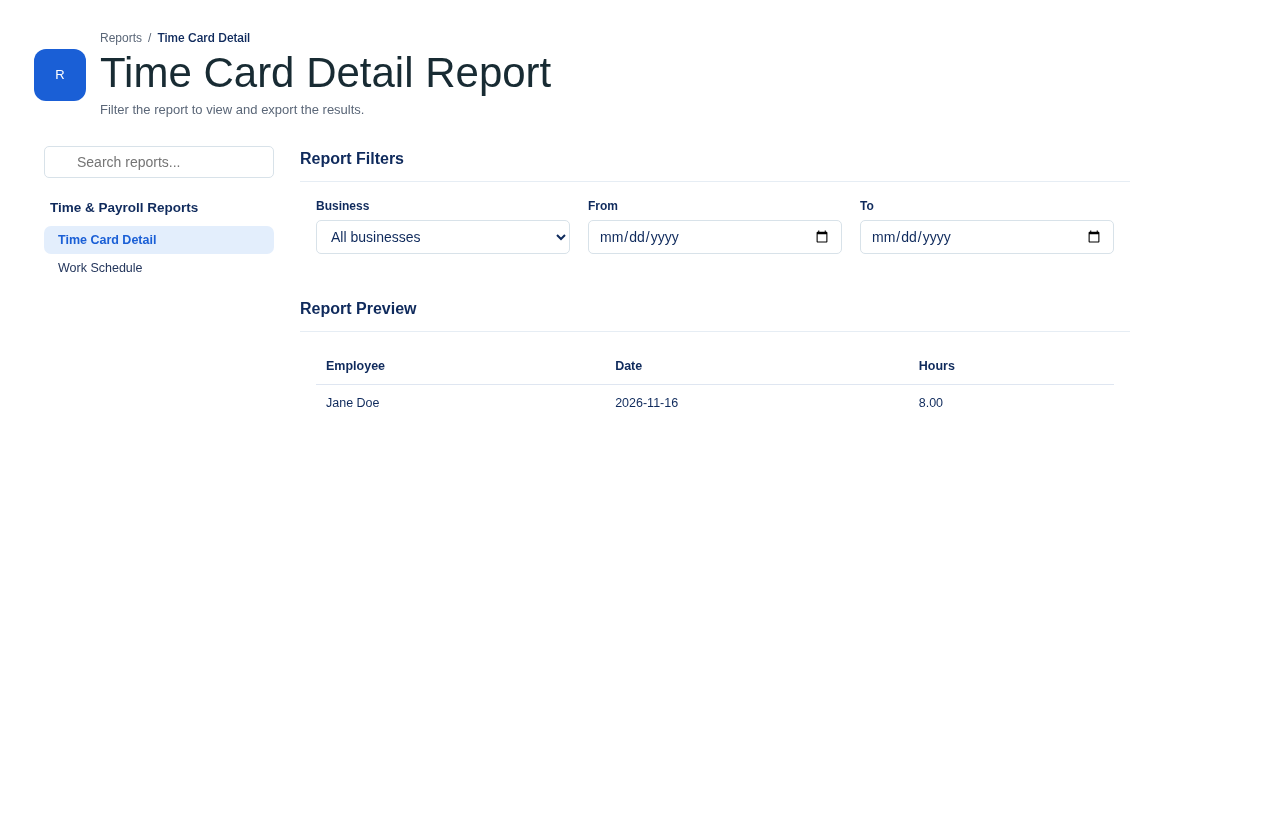 Reports / Time Card Detail
R
Time Card Detail Report
Filter the report to view and export the results.
Search reports...
Time & Payroll Reports
Time Card Detail
Work Schedule
Report Filters
Business From To
All businesses mm/dd/yyyy mm/dd/yyyy
Report Preview
Employee Date Hours
Jane Doe 2026-11-16 8.00